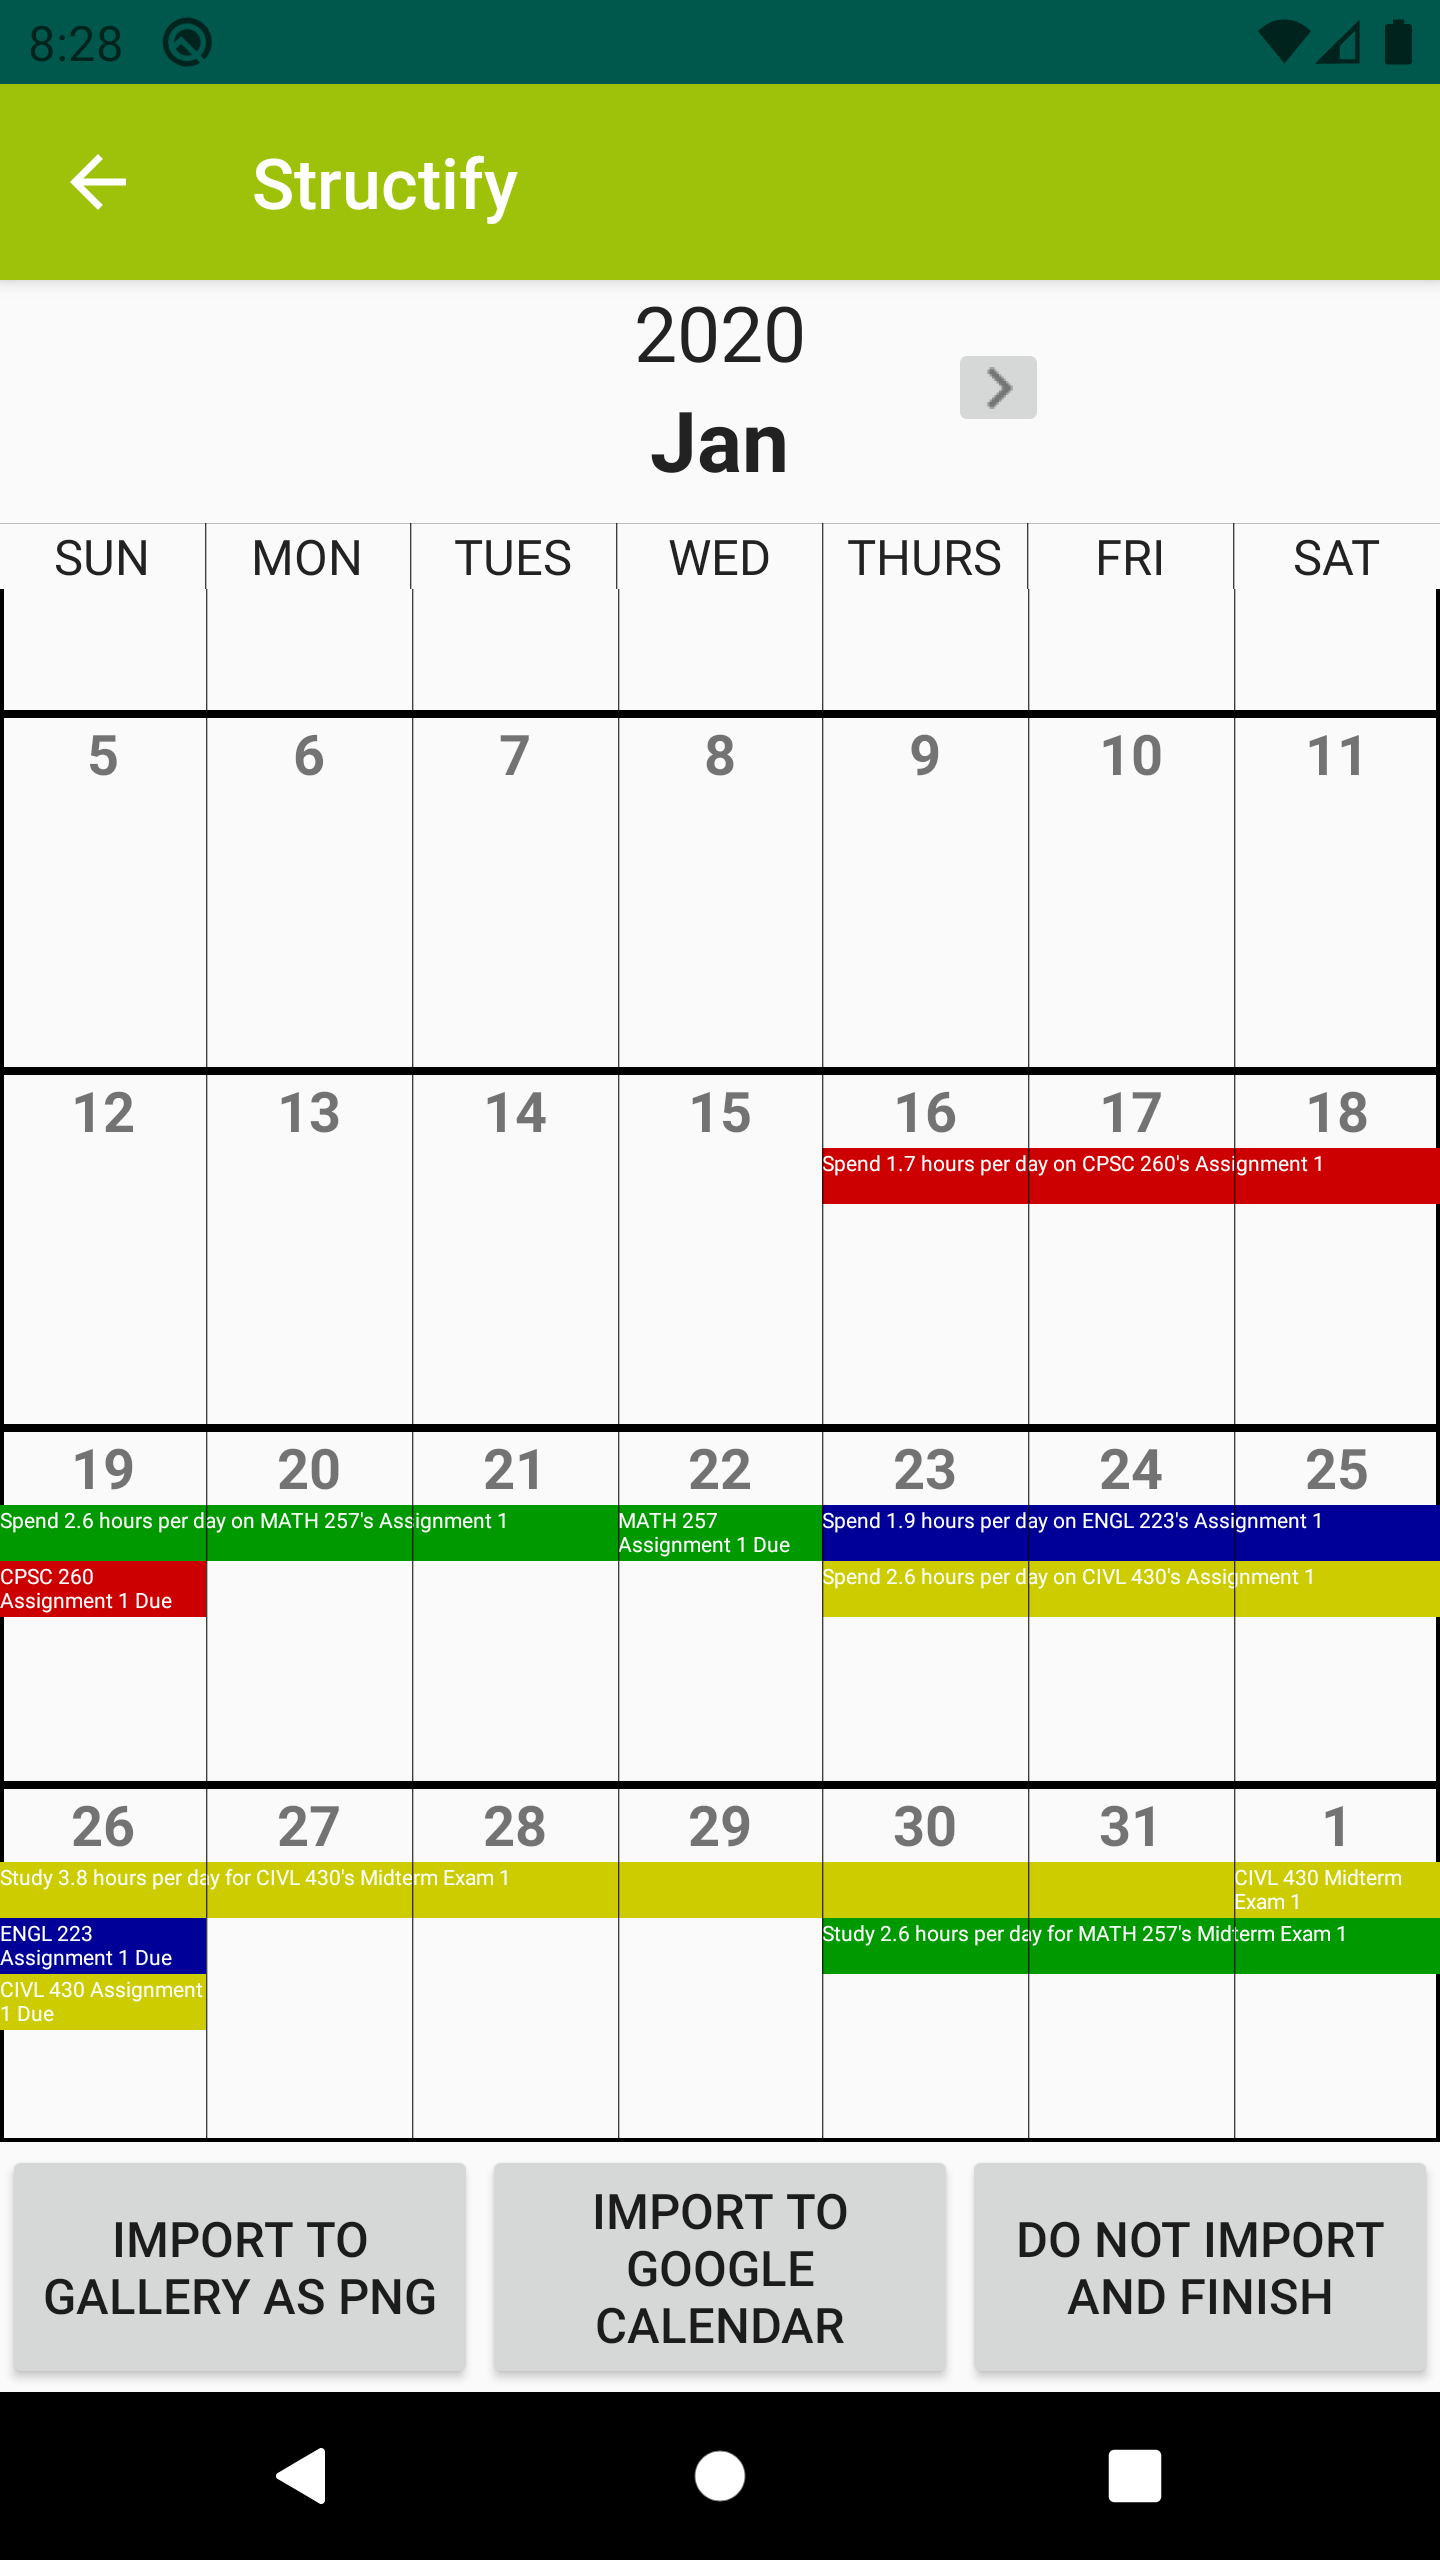 8:28
Structify
2020
Jan
SUN MON TUES WED THURS FRI SAT
5 6 7 8 9 10 11
12 13 14 15 16 17 18
Spend 1.7 hours per day on CPSC 260's Assignment 1
19 20 21 22 23 24 25
Spend 2.6 hours per day on MATH 257's Assignment 1
MATH 257
Assignment 1 Due
Spend 1.9 hours per day on ENGL 223's Assignment 1
CPSC 260
Assignment 1 Due
Spend 2.6 hours per day on CIVL 430's Assignment 1
26 27 28 29 30 31 1
Study 3.8 hours per day for CIVL 430's Midterm Exam 1
CIVL 430 Midterm
Exam 1
ENGL 223
Assignment 1 Due
Study 2.6 hours per day for MATH 257's Midterm Exam 1
CIVL 430 Assignment
1 Due
IMPORT TO
GALLERY AS PNG
IMPORT TO
GOOGLE
CALENDAR
DO NOT IMPORT
AND FINISH